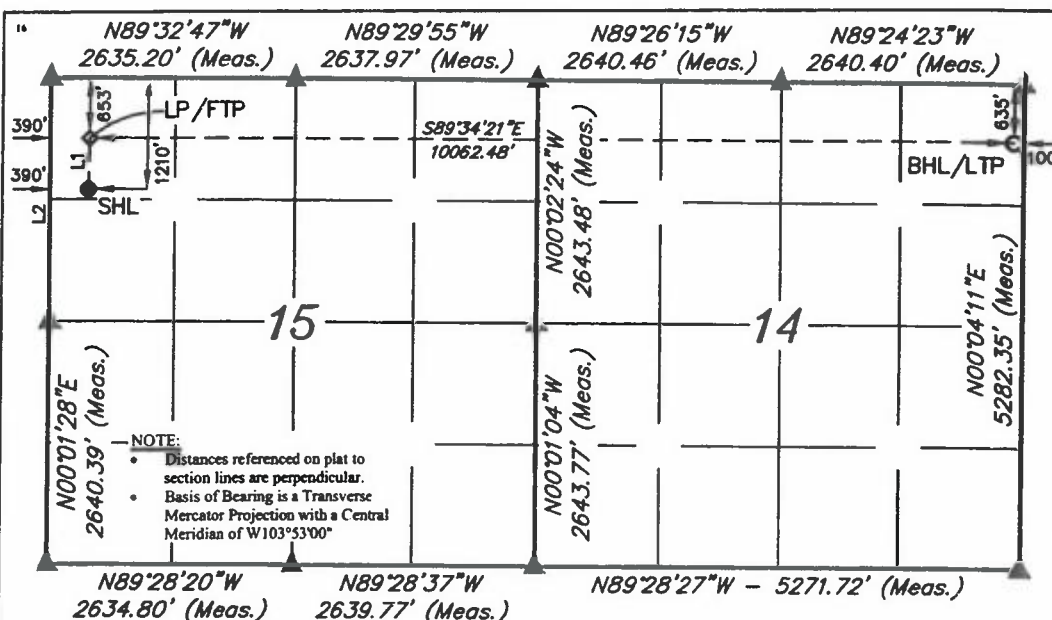 16
N89°32'47"W
2635.20' (Meas.)
N89°29'55"W
2637.97' (Meas.)
N89°26'15"W
2640.46' (Meas.)
N89°24'23"W
2640.40' (Meas.)
653'
LP/FTP
390'
S89°34'21"E
10062.48'
635'
L1
1210'
BHL/LTP
100
390'
SHL
L2
N00°02'24"W
2643.48' (Meas.)
15
14
N00°04'11"E
5282.35' (Meas.)
N00°01'28"E
2640.39' (Meas.)
N00°01'04"W
2643.77' (Meas.)
NOTE:
• Distances referenced on plat to
section lines are perpendicular.
• Basis of Bearing is a Transverse
Mercator Projection with a Central
Meridian of W103°53'00"
N89°28'20"W
2634.80' (Meas.)
N89°28'37"W
2639.77' (Meas.)
N89°28'27"W - 5271.72' (Meas.)